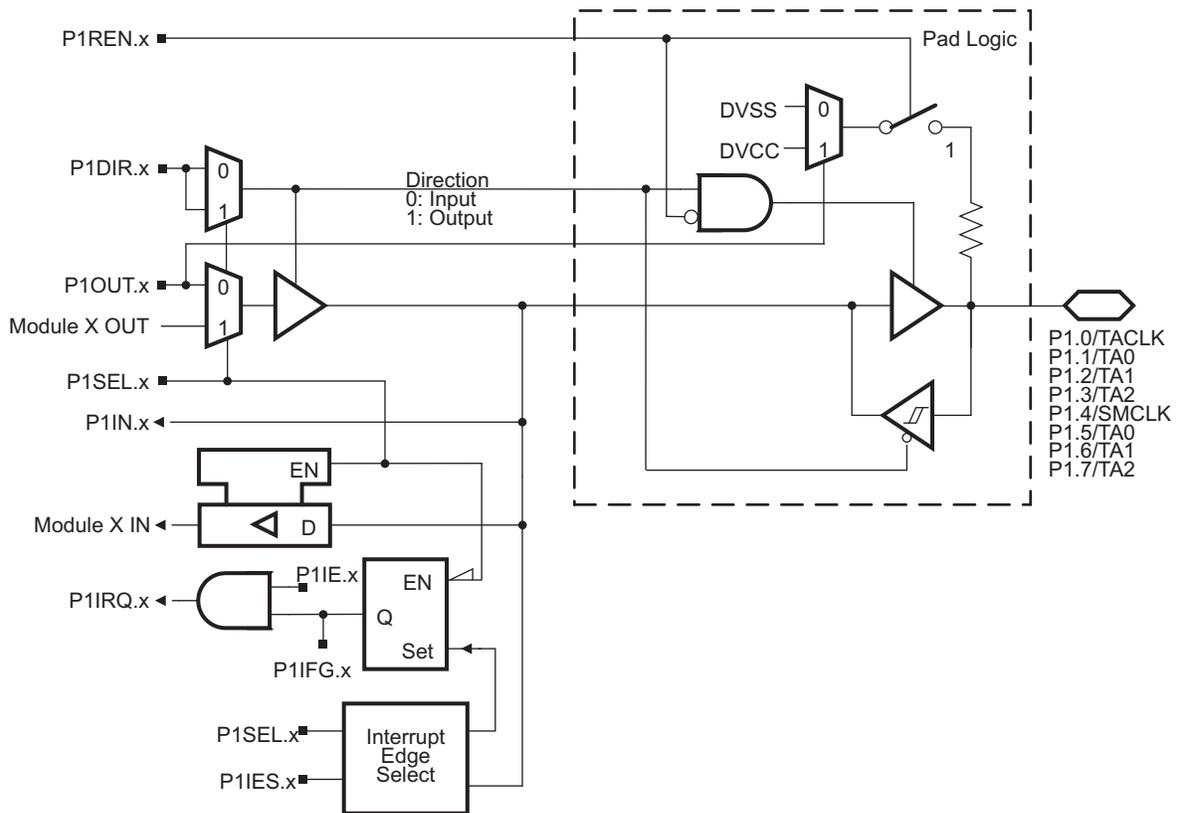 P1REN.x
Pad Logic
DVSS
0
DVCC
1
1
P1DIR.x
0
1
Direction
0: Input
1: Output
P1OUT.x
0
Module X OUT
1
P1SEL.x
P1IN.x
P1.0/TACLK
P1.1/TA0
P1.2/TA1
P1.3/TA2
P1.4/SMCLK
P1.5/TA0
P1.6/TA1
P1.7/TA2
EN
Module X IN
D
P1IE.x
P1IRQ.x
EN
Q
Set
P1IFG.x
P1SEL.x
P1IES.x
Interrupt
Edge
Select